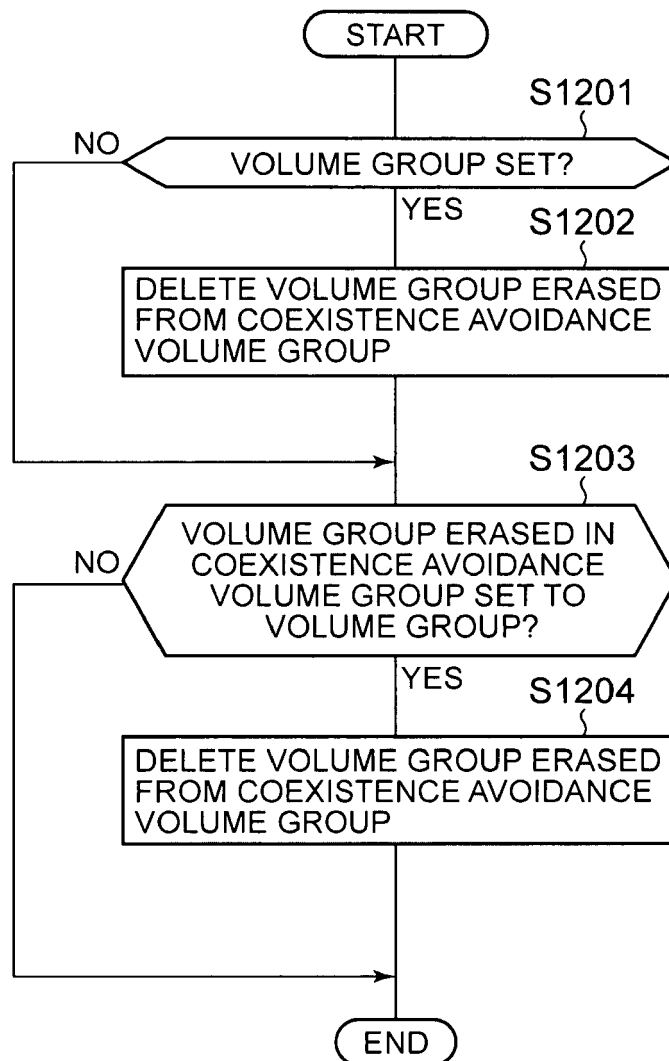 START
S1201
NO
VOLUME GROUP SET?
YES
S1202
DELETE VOLUME GROUP ERASED
FROM COEXISTENCE AVOIDANCE
VOLUME GROUP
S1203
NO
VOLUME GROUP ERASED IN
COEXISTENCE AVOIDANCE
VOLUME GROUP SET TO
VOLUME GROUP?
YES
S1204
DELETE VOLUME GROUP ERASED
FROM COEXISTENCE AVOIDANCE
VOLUME GROUP
END